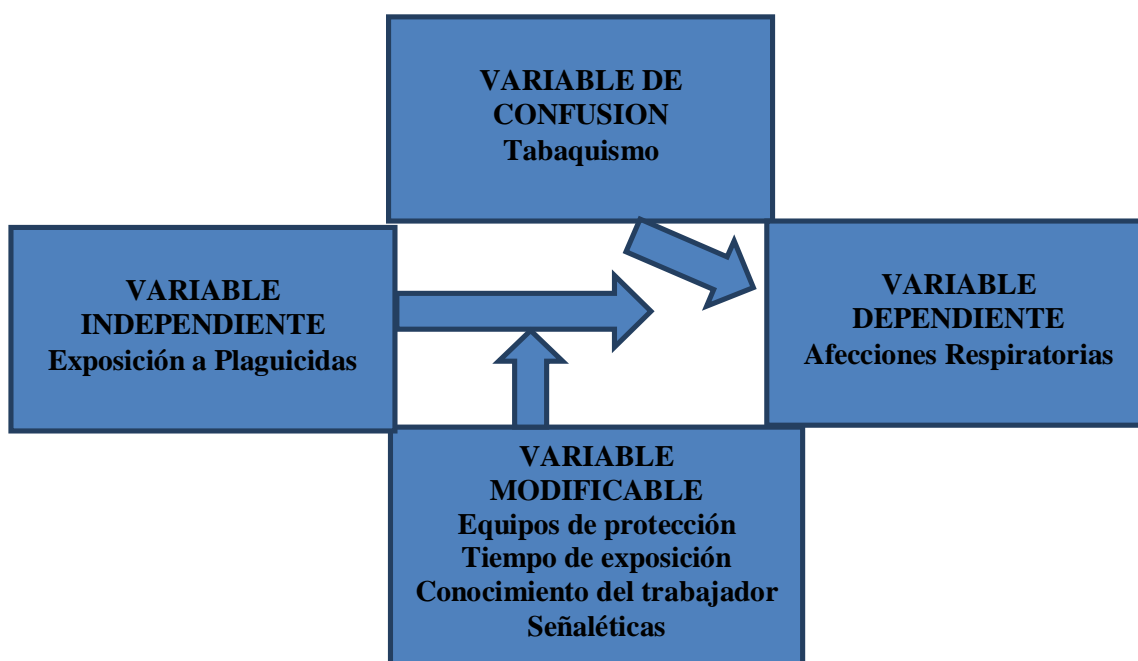 VARIABLE DE
CONFUSION
Tabaquismo
VARIABLE
INDEPENDIENTE
Exposición a Plaguicidas
VARIABLE
DEPENDIENTE
Afecciones Respiratorias
VARIABLE
MODIFICABLE
Equipos de protección
Tiempo de exposición
Conocimiento del trabajador
Señaléticas